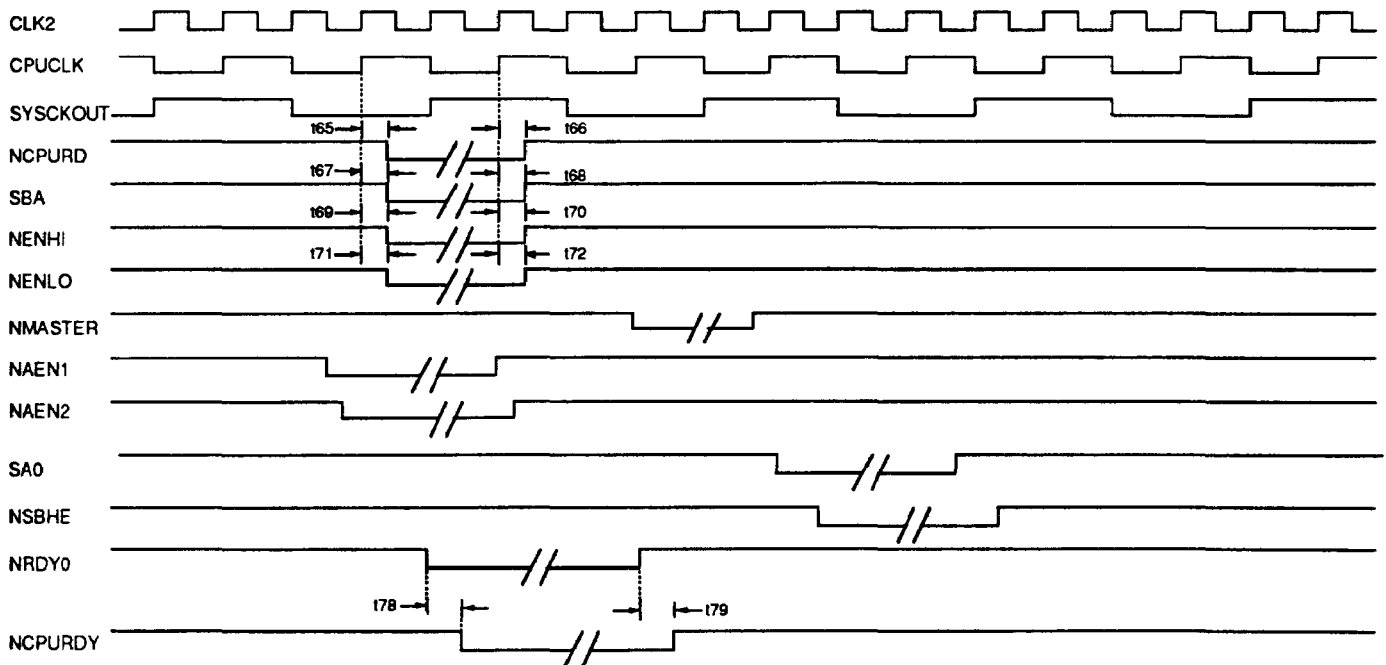 CLK2
CPUCLK
SYSCKOUT
t65 t66
NCPURD
t67 t68
SBA
t69 t70
NENHI
t71 t72
NENLO
NMASTER
NAEN1
NAEN2
SA0
NSBHE
NRDY0
t78 t79
NCPURDY